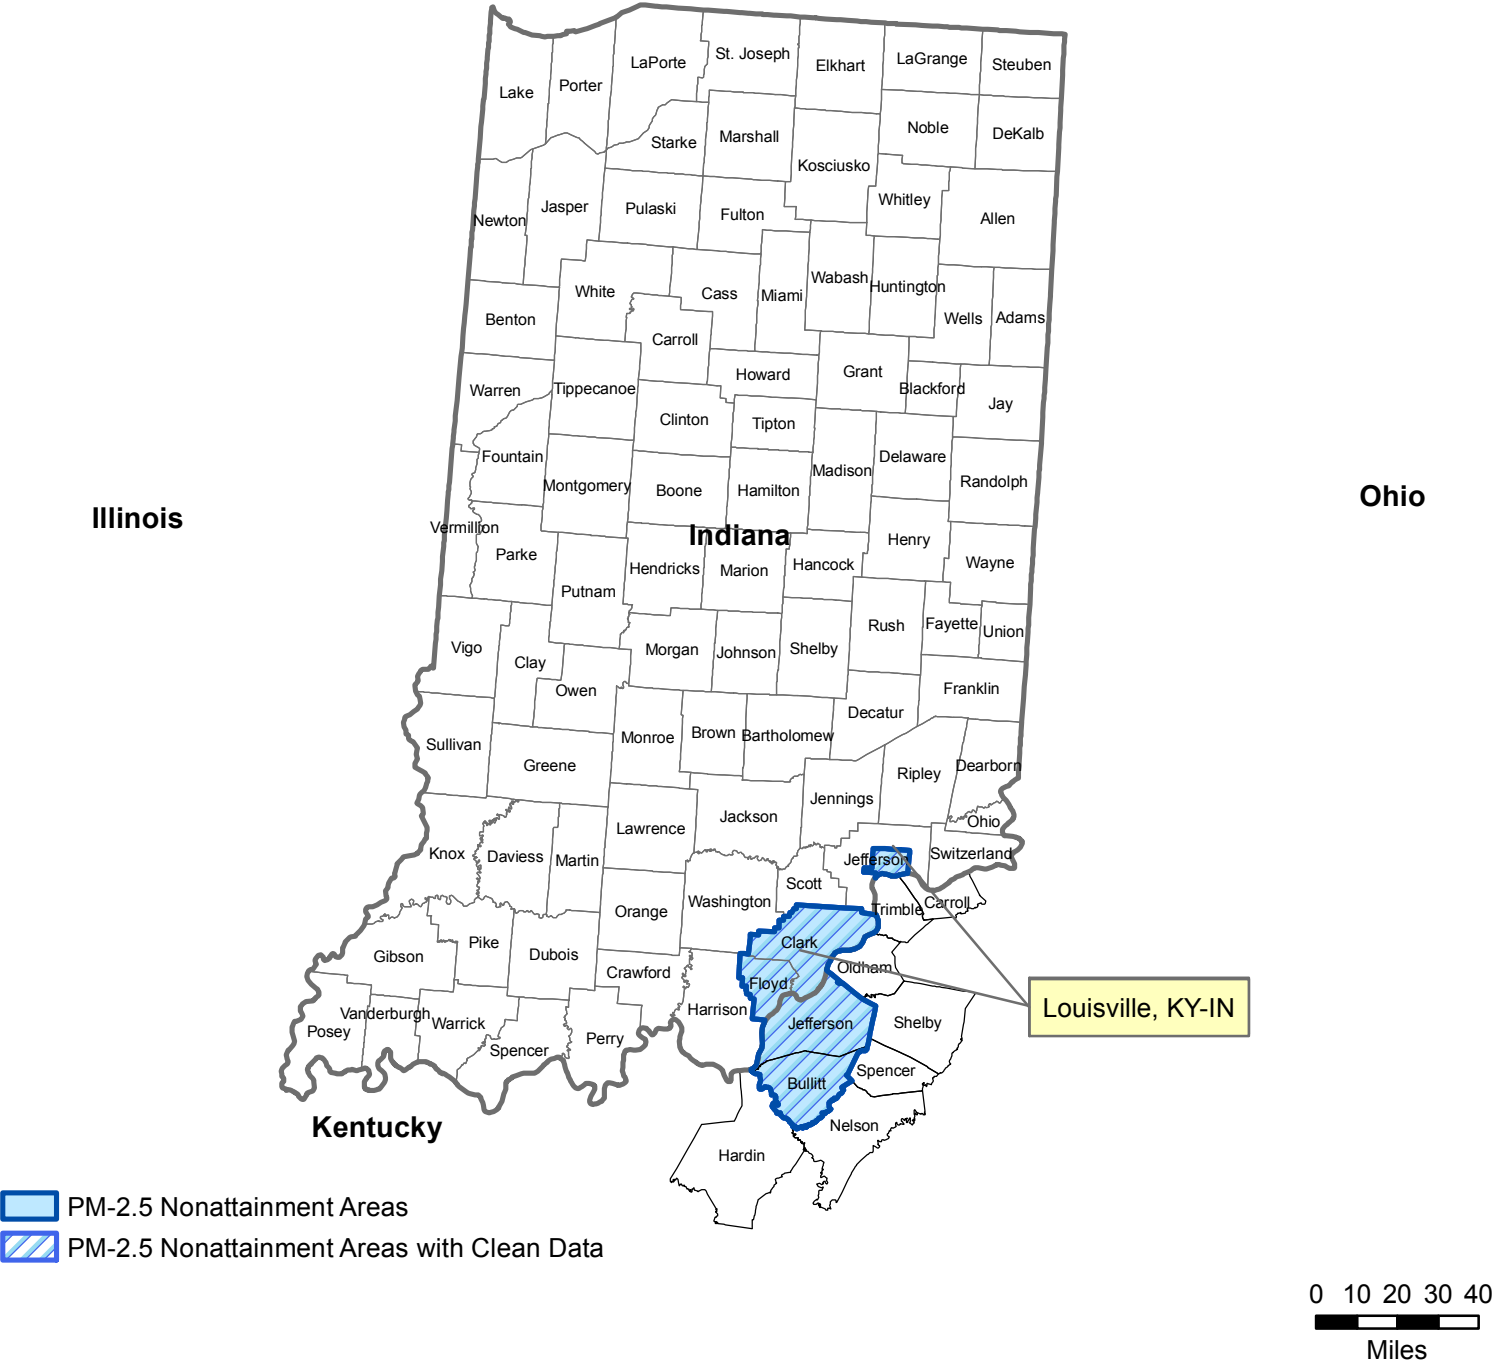 St. Joseph
LaPorte
Elkhart
LaGrange
Steuben
Lake
Porter
Starke
Marshall
Noble
DeKalb
Kosciusko
Newton
Jasper
Pulaski
Fulton
Whitley
Allen
White
Cass
Miami
Wabash
Huntington
Benton
Carroll
Wells
Adams
Howard
Grant
Warren
Tippecanoe
Blackford
Jay
Clinton
Tipton
Fountain
Montgomery
Boone
Hamilton
Madison
Delaware
Randolph
Illinois
Indiana
Ohio
Vermillion
Parke
Hendricks
Marion
Hancock
Henry
Wayne
Putnam
Vigo
Clay
Morgan
Johnson
Shelby
Rush
Fayette
Union
Owen
Franklin
Sullivan
Greene
Monroe
Brown
Bartholomew
Decatur
Ripley
Dearborn
Jennings
Jackson
Lawrence
Ohio
Knox
Daviess
Martin
Jefferson
Switzerland
Scott
Washington
Orange
Trimble
Carroll
Gibson
Pike
Dubois
Clark
Crawford
Floyd
Oldham
Harrison
Louisville, KY-IN
Posey
Vanderburgh
Warrick
Spencer
Perry
Jefferson
Shelby
Bullitt
Spencer
Nelson
Kentucky
Hardin
PM-2.5 Nonattainment Areas
PM-2.5 Nonattainment Areas with Clean Data
0 10 20 30 40
Miles